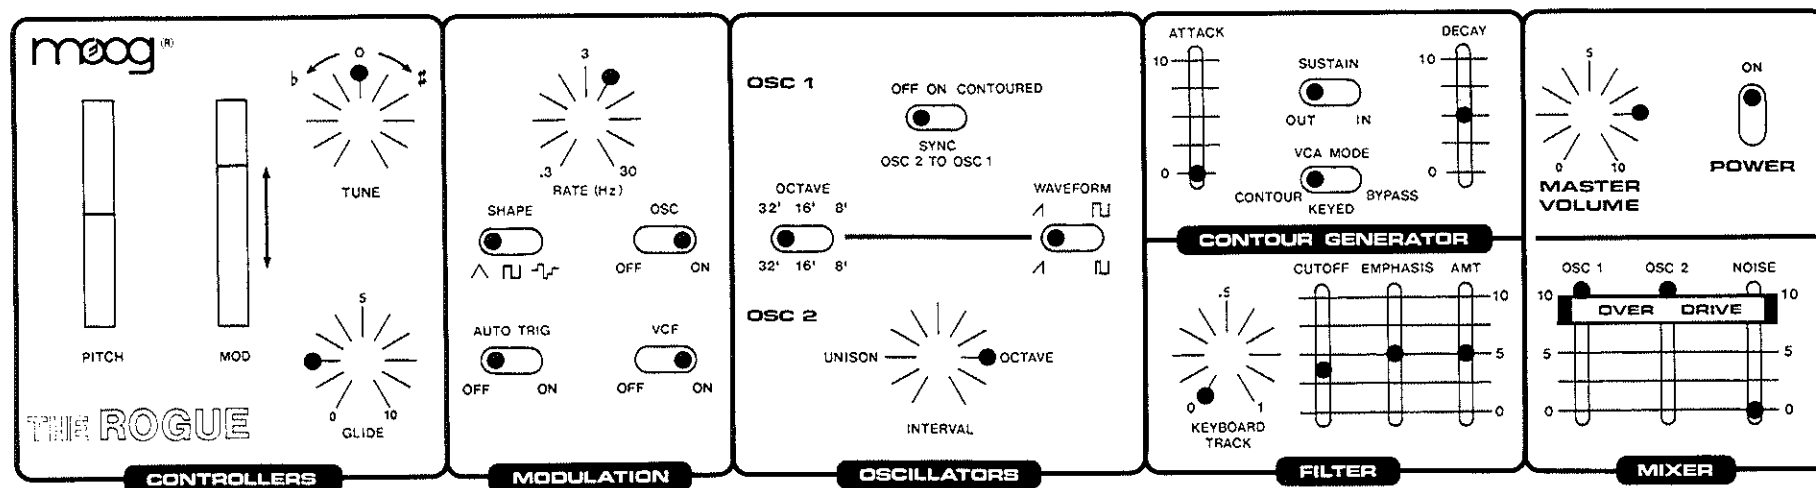 moog (R)
♭ 0 ♯
TUNE
PITCH
MOD
5
0 10
GLIDE
THE ROGUE
CONTROLLERS
3
.3 30
RATE (Hz)
SHAPE
OSC
OFF ON
AUTO TRIG
OFF ON
VCF
OFF ON
MODULATION
OSC 1
OFF ON CONTOURED
SYNC
OSC 2 TO OSC 1
OCTAVE
32' 16' 8'
32' 16' 8'
WAVEFORM
OSC 2
UNISON
OCTAVE
INTERVAL
OSCILLATORS
ATTACK
10
0
SUSTAIN
OUT IN
VCA MODE
CONTOUR BYPASS
KEYED
DECAY
10
0
CONTOUR GENERATOR
.5
0 1
KEYBOARD
TRACK
CUTOFF EMPHASIS AMT
10
5
0
FILTER
5
0 10
MASTER
VOLUME
ON
POWER
OSC 1 OSC 2 NOISE
10 10
OVER DRIVE
5 5
0 0
MIXER